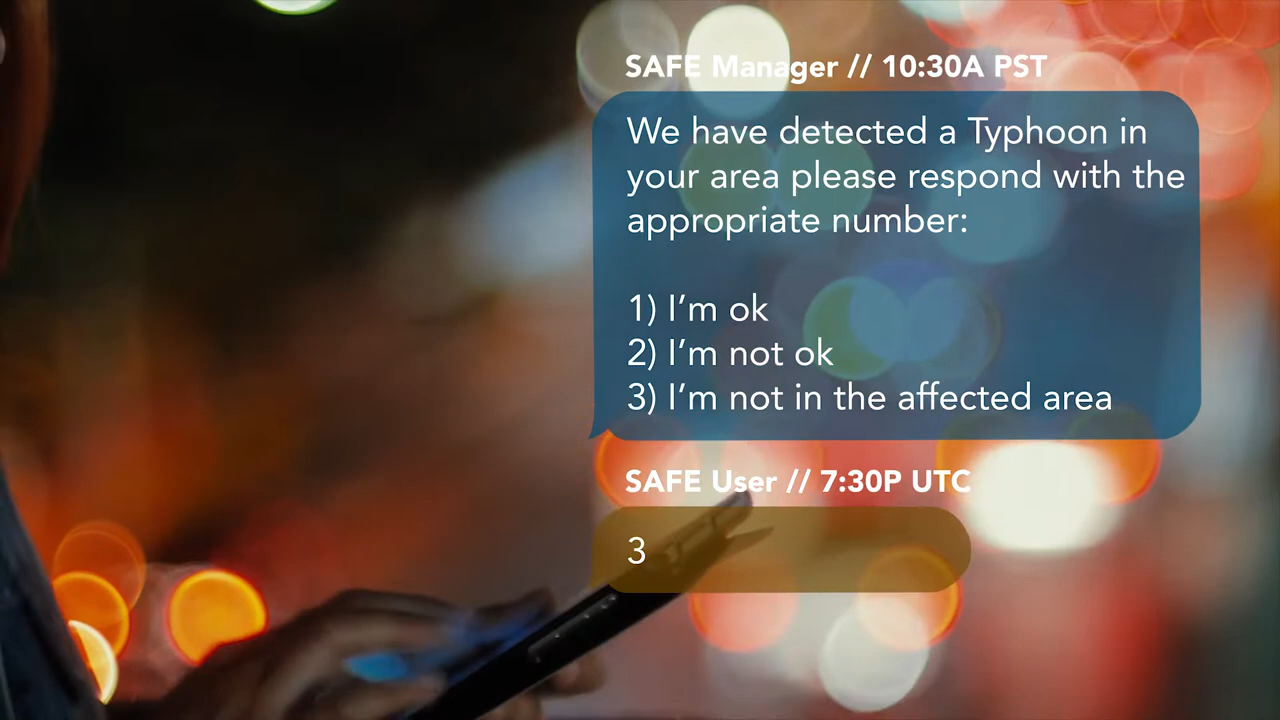 SAFE Manager // 10:30A PST
We have detected a Typhoon in
your area please respond with the
appropriate number:
1) I’m ok
2) I’m not ok
3) I’m not in the affected area
SAFE User // 7:30P UTC
3